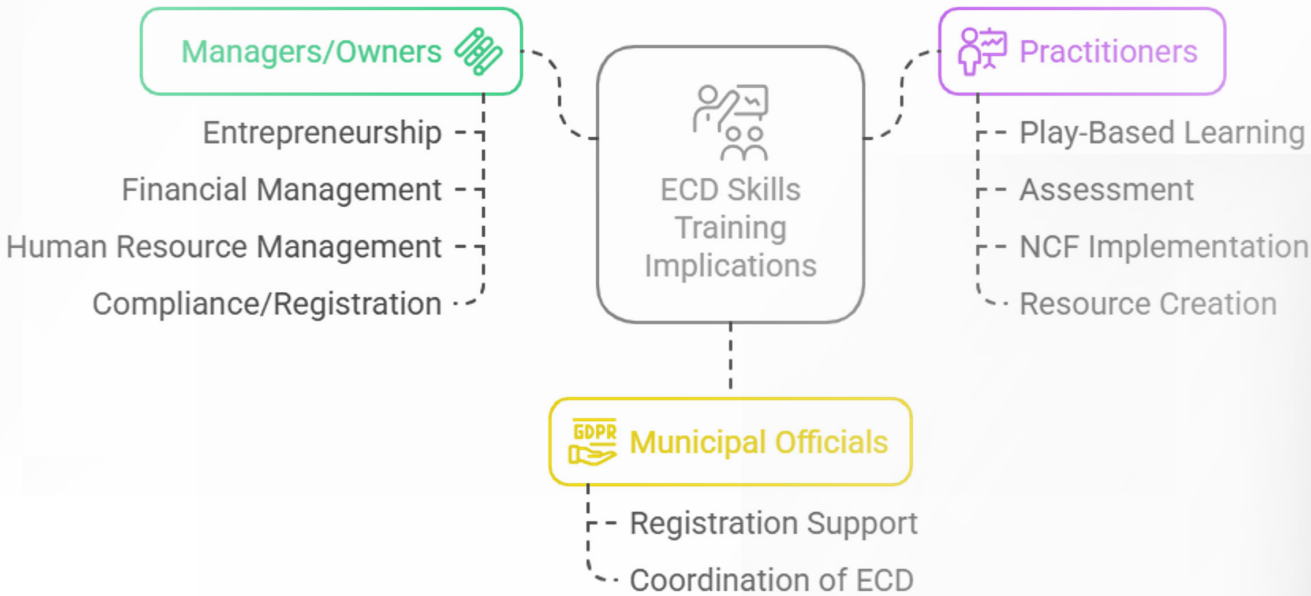 Managers/Owners
Entrepreneurship
Financial Management
Human Resource Management
Compliance/Registration
ECD Skills
Training
Implications
Practitioners
Play-Based Learning
Assessment
NCF Implementation
Resource Creation
GDPR
Municipal Officials
Registration Support
Coordination of ECD